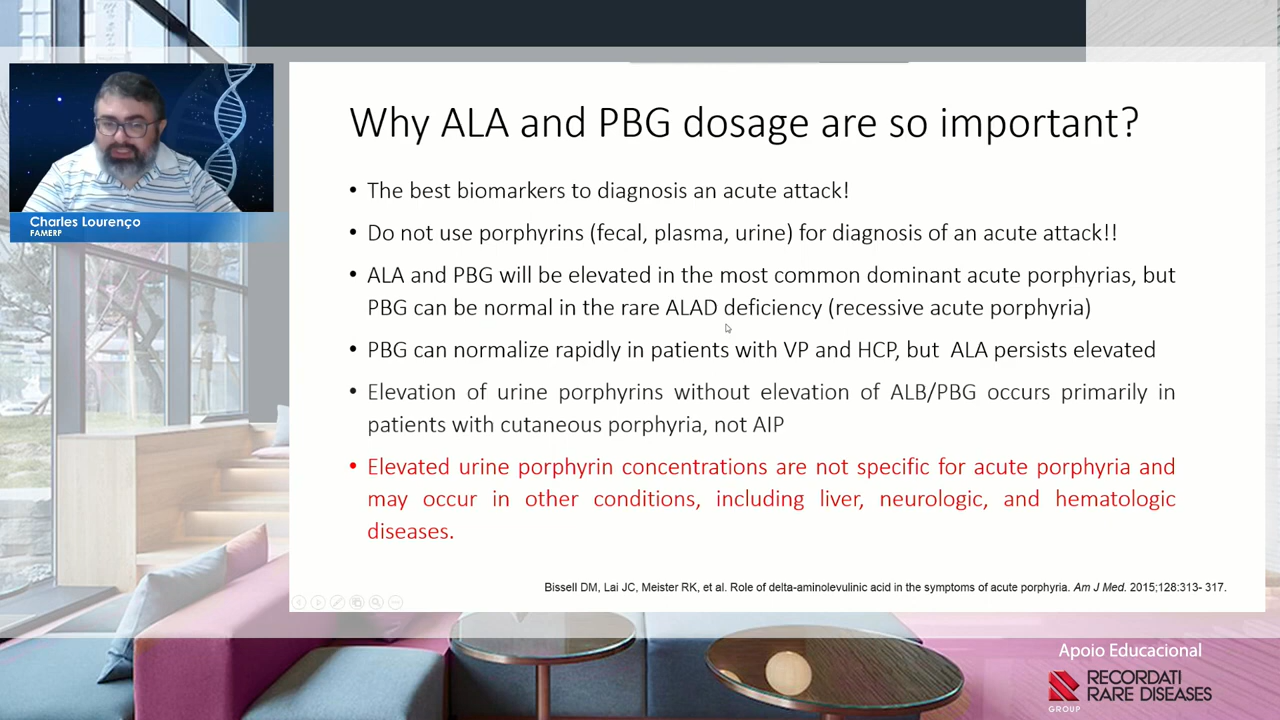 Why ALA and PBG dosage are so important?
• The best biomarkers to diagnosis an acute attack!
• Do not use porphyrins (fecal, plasma, urine) for diagnosis of an acute attack!!
• ALA and PBG will be elevated in the most common dominant acute porphyrias, but
PBG can be normal in the rare ALAD deficiency (recessive acute porphyria)
• PBG can normalize rapidly in patients with VP and HCP, but ALA persists elevated
• Elevation of urine porphyrins without elevation of ALB/PBG occurs primarily in
patients with cutaneous porphyria, not AIP
• Elevated urine porphyrin concentrations are not specific for acute porphyria and
may occur in other conditions, including liver, neurologic, and hematologic
diseases.
Bissell DM, Lai JC, Meister RK, et al. Role of delta-aminolevulinic acid in the symptoms of acute porphyria. Am J Med. 2015;128:313- 317.
Charles Lourenço
FAMERP
Apoio Educacional
RECORDATI
RARE DISEASES
GROUP